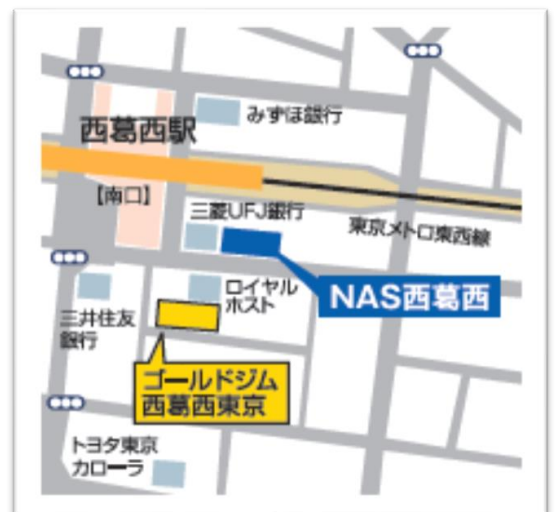 みずほ銀行
西葛西駅
【南口】
三菱UFJ銀行
東京メトロ東西線
NAS西葛西
ロイヤル
ホスト
三井住友
銀行
ゴールドジム
西葛西東京
トヨタ東京
カローラ